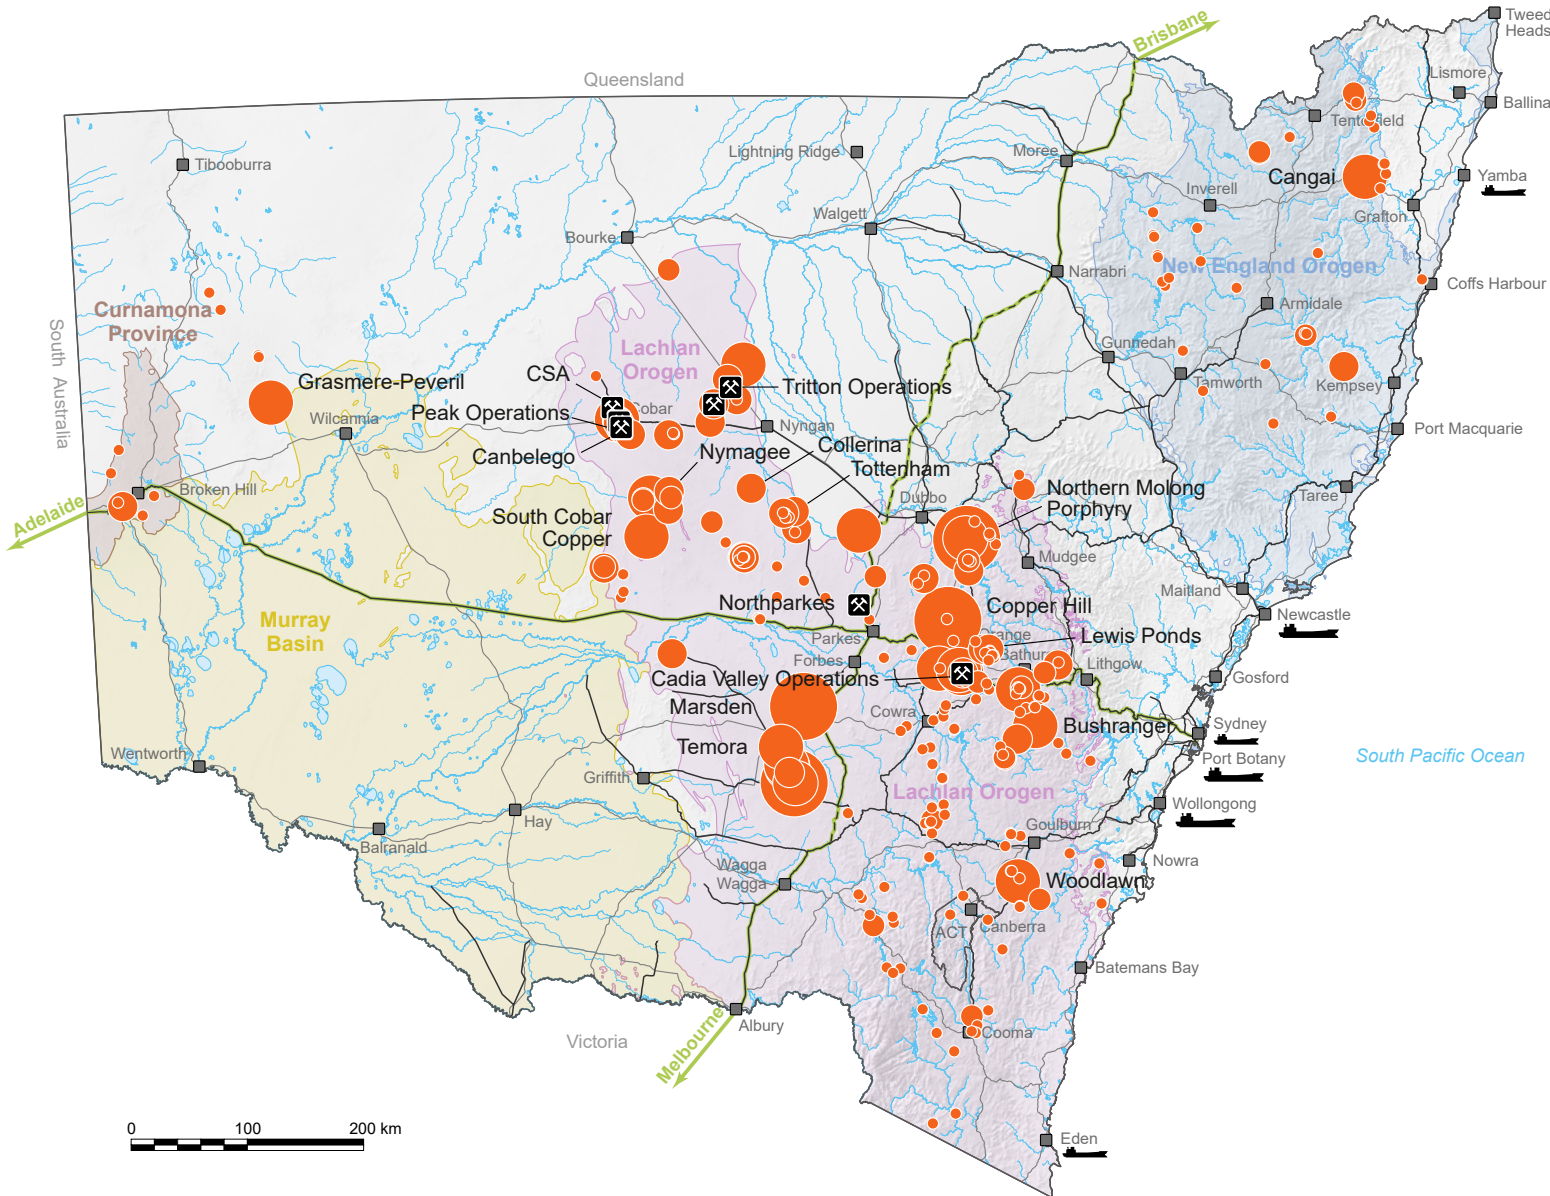 Tweed
Heads
Brisbane
Queensland
Lismore
Ballina
Tenterfield
Lightning Ridge
Moree
Tibooburra
Cangai
Yamba
Inverell
Grafton
Walgett
Bourke
New England Orogen
Narrabri
Coffs Harbour
Armidale
Curnamona
Province
South Australia
Lachlan
Orogen
Gunnedah
Tamworth
Kempsey
CSA
Grasmere-Peveril
Tritton Operations
Cobar
Peak Operations
Wilcannia
Nyngan
Port Macquarie
Canbelego
Nymagee
Collerina
Tottenham
Broken Hill
Adelaide
Dubbo
Northern Molong
Porphyry
Taree
South Cobar
Copper
Mudgee
Maitland
Northparkes
Copper Hill
Newcastle
Murray
Basin
Parkes
Orange
Lewis Ponds
Forbes
Bathurst
Lithgow
Gosford
Cadia Valley Operations
Marsden
Cowra
Bushranger
Sydney
Temora
Port Botany
South Pacific Ocean
Wentworth
Griffith
Lachlan Orogen
Wollongong
Hay
Goulburn
Balranald
Nowra
Wagga
Wagga
Woodlawn
ACT
Canberra
Batemans Bay
Albury
Victoria
Melbourne
Cooma
0 100 200 km
Eden